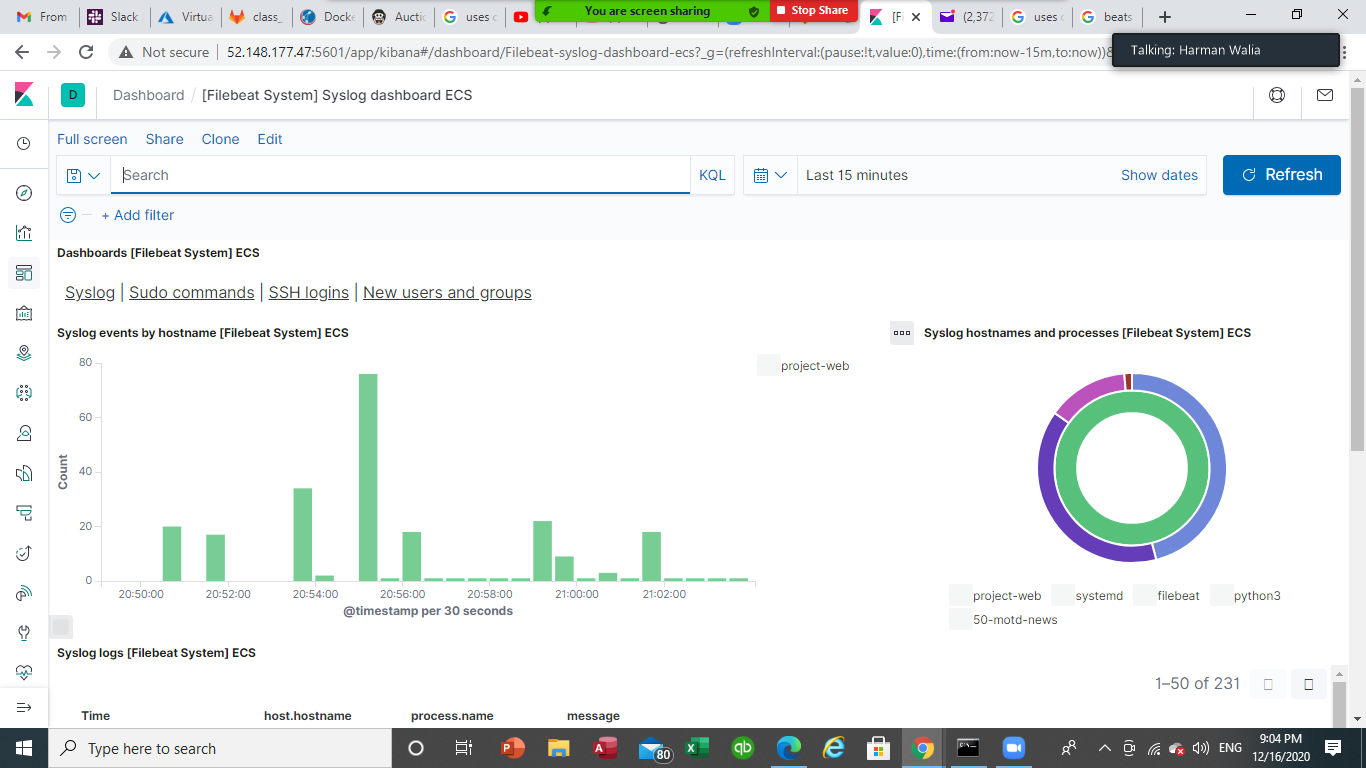 From
Slack
Virtua
class_
Docke
Auctio
uses o
You are screen sharing
Stop Share
[Fi
(2,372
uses o
beats
Not secure
52.148.177.47:5601/app/kibana#/dashboard/Filebeat-syslog-dashboard-ecs?_g=(refreshInterval:(pause:!t,value:0),time:(from:now-15m,to:now))&
Talking: Harman Walia
D
Dashboard / [Filebeat System] Syslog dashboard ECS
Full screen Share Clone Edit
Search
KQL
Last 15 minutes
Show dates
Refresh
+ Add filter
Dashboards [Filebeat System] ECS
Syslog | Sudo commands | SSH logins | New users and groups
Syslog events by hostname [Filebeat System] ECS
80
60
40
20
0
Count
20:50:00 20:52:00 20:54:00 20:56:00 20:58:00 21:00:00 21:02:00
@timestamp per 30 seconds
project-web
Syslog hostnames and processes [Filebeat System] ECS
project-web systemd filebeat python3
50-motd-news
Syslog logs [Filebeat System] ECS
1–50 of 231
Time host.hostname process.name message
Type here to search
80
ENG
9:04 PM
12/16/2020